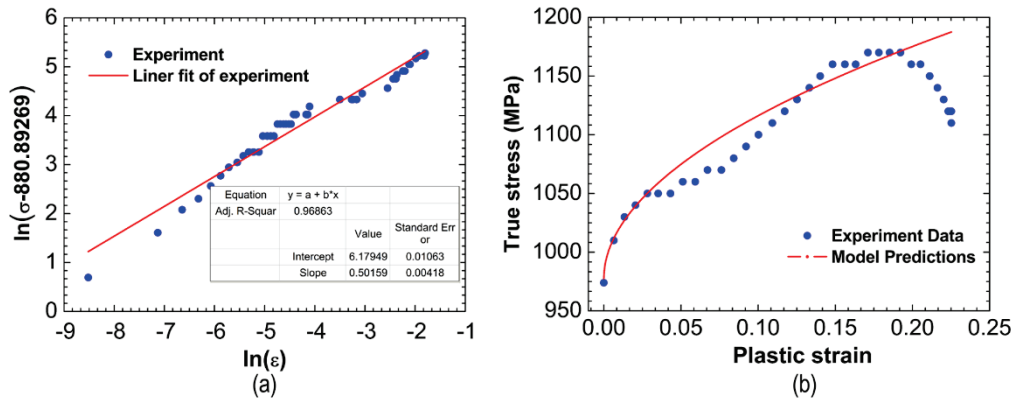 (a)
6
5
4
3
2
1
0
ln(σ-880.89269)
Experiment
Liner fit of experiment
Equation y = a + b*x
Adj. R-Squar 0.96863
Value Standard Err
or
Intercept 6.17949 0.01063
Slope 0.50159 0.00418
-9 -8 -7 -6 -5 -4 -3 -2 -1
ln(ε)
(a)
1200
1150
1100
1050
1000
950
True stress (MPa)
Experiment Data
Model Predictions
0.00 0.05 0.10 0.15 0.20 0.25
Plastic strain
(b)